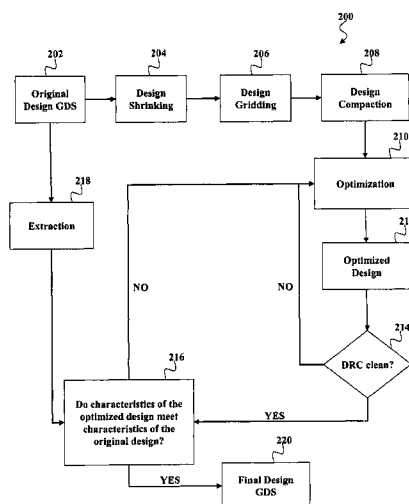 200
202
204
206
208
Original
Design GDS
Design
Shrinking
Design
Gridding
Design
Compaction
210
Optimization
218
Extraction
21
Optimized
Design
NO
NO
214
DRC clean?
216
Do characteristics of the
optimized design meet
characteristics of the
original design?
YES
YES
220
Final Design
GDS